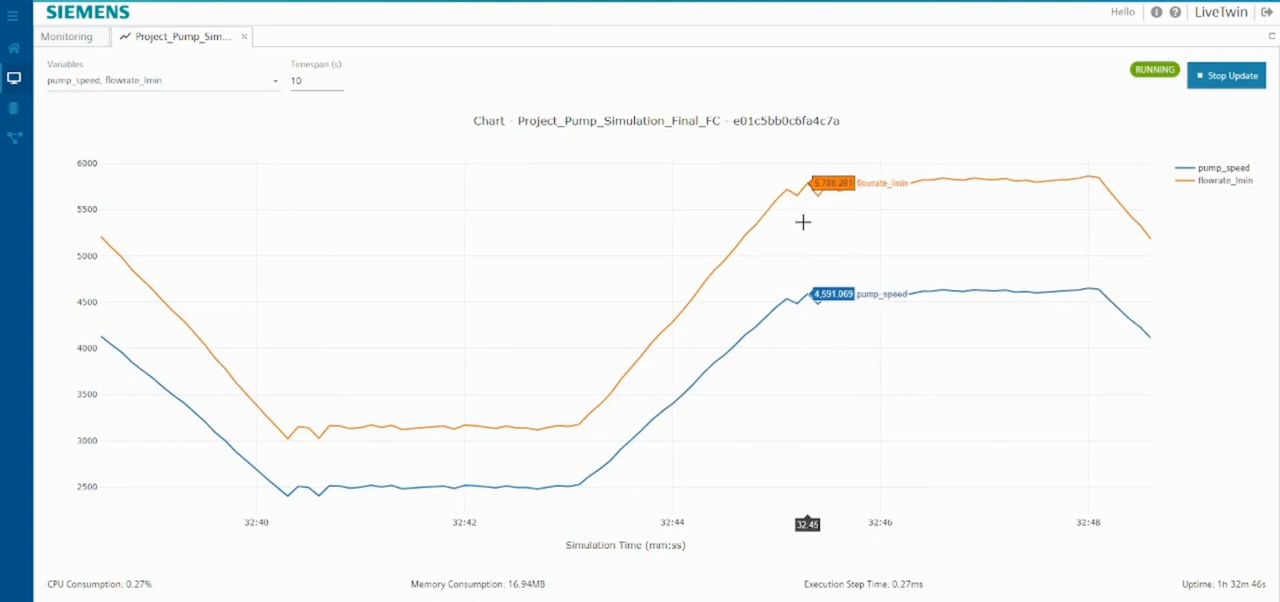 SIEMENS
Hello LiveTwin
Monitoring Project_Pump_Sim...
Variables Timespan (s)
pump_speed, flowrate_lmin 10
RUNNING Stop Update
Chart - Project_Pump_Simulation_Final_FC - e01c5bb0c6fa4c7a
6000
5500
5000
4500
4000
3500
3000
2500
5,788.261 flowrate_lmin
4,591.069 pump_speed
pump_speed
flowrate_lmin
32:40 32:42 32:44 32:45 32:46 32:48
Simulation Time (mm:ss)
CPU Consumption: 0.27% Memory Consumption: 16.94MB Execution Step Time: 0.27ms Uptime: 1h 32m 46s